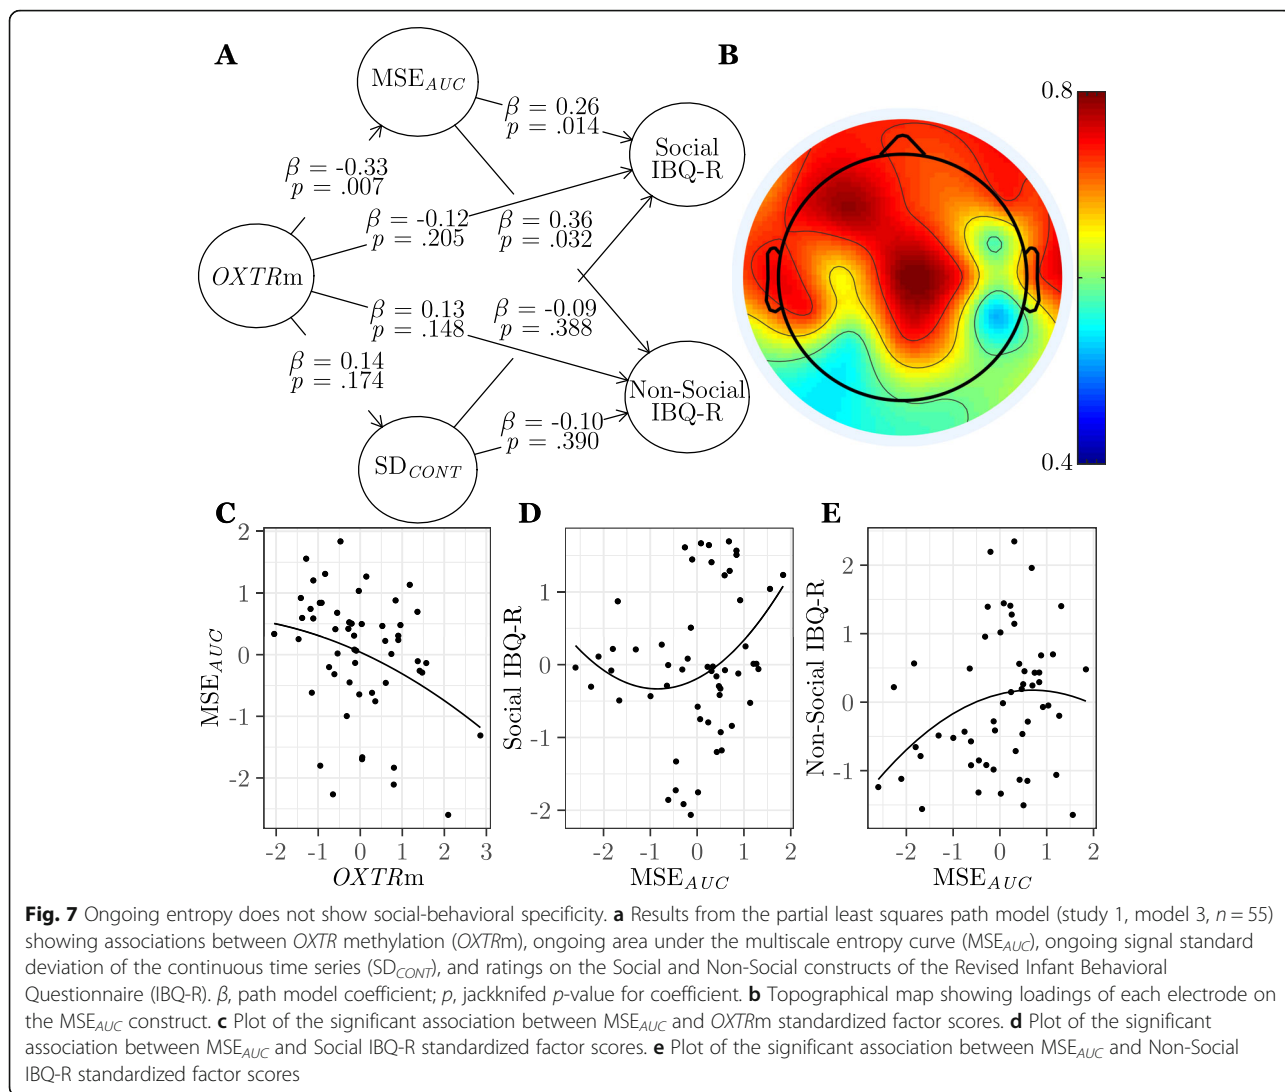 A
B
MSE_AUC
β = 0.26
p = .014
Social
IBQ-R
β = -0.33
p = .007
β = -0.12
p = .205
β = 0.36
p = .032
OXTRm
β = 0.13
p = .148
β = -0.09
p = .388
β = 0.14
p = .174
Non-Social
IBQ-R
β = -0.10
p = .390
SD_CONT
0.8
0.4
C
2
1
0
-1
-2
MSE_AUC
-2 -1 0 1 2 3
OXTRm
D
1
0
-1
-2
Social IBQ-R
-2 -1 0 1 2
MSE_AUC
E
2
1
0
-1
Non-Social IBQ-R
-2 -1 0 1 2
MSE_AUC
Fig. 7 Ongoing entropy does not show social-behavioral specificity. a Results from the partial least squares path model (study 1, model 3, n = 55)
showing associations between OXTR methylation (OXTRm), ongoing area under the multiscale entropy curve (MSE_AUC), ongoing signal standard
deviation of the continuous time series (SD_CONT), and ratings on the Social and Non-Social constructs of the Revised Infant Behavioral
Questionnaire (IBQ-R). β, path model coefficient; p, jackknifed p-value for coefficient. b Topographical map showing loadings of each electrode on
the MSE_AUC construct. c Plot of the significant association between MSE_AUC and OXTRm standardized factor scores. d Plot of the significant
association between MSE_AUC and Social IBQ-R standardized factor scores. e Plot of the significant association between MSE_AUC and Non-Social
IBQ-R standardized factor scores